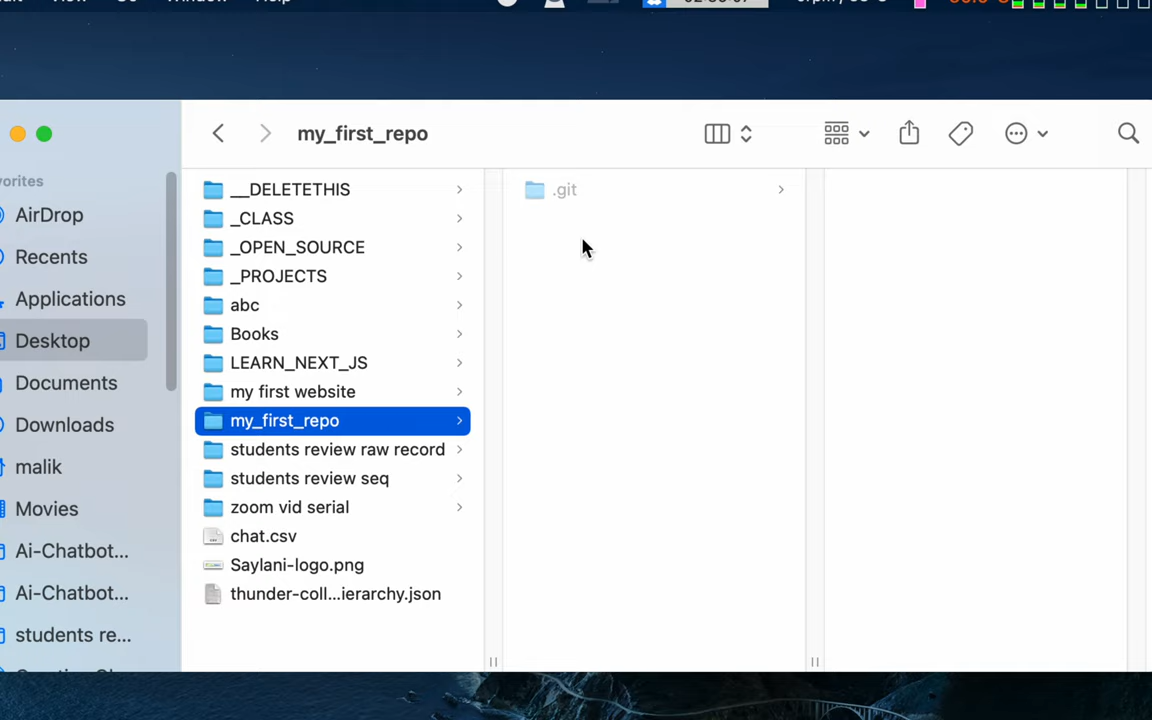 Window
Help
my_first_repo
AirDrop
Recents
Applications
Desktop
Documents
Downloads
malik
Movies
Ai-Chatbot...
Ai-Chatbot...
students re...
__DELETETHIS
_CLASS
_OPEN_SOURCE
_PROJECTS
abc
Books
LEARN_NEXT_JS
my first website
my_first_repo
students review raw record
students review seq
zoom vid serial
chat.csv
Saylani-logo.png
thunder-coll...ierarchy.json
.git